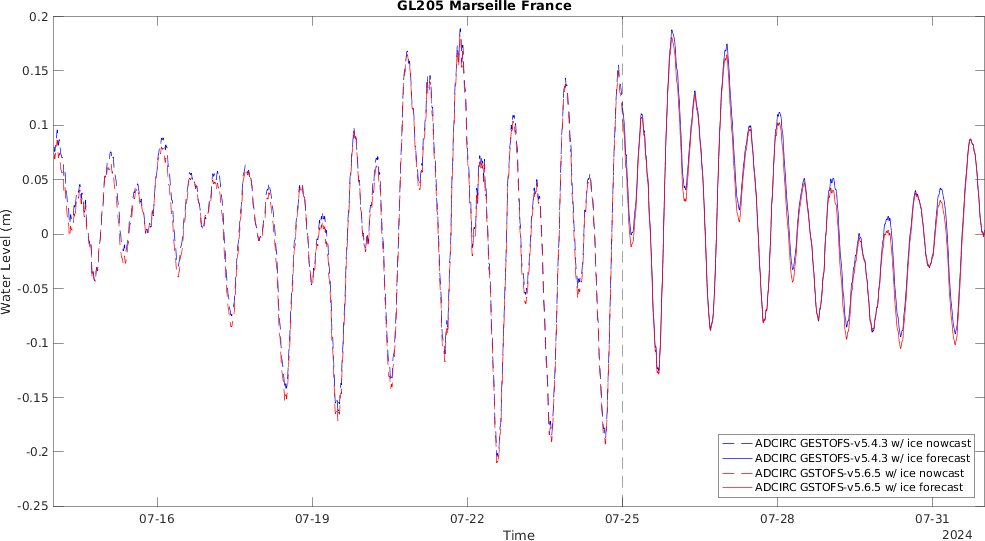 GL205 Marseille France
0.2
0.15
0.1
0.05
0
-0.05
-0.1
-0.15
-0.2
-0.25
Water Level (m)
ADCIRC GESTOFS-v5.4.3 w/ ice nowcast
ADCIRC GESTOFS-v5.4.3 w/ ice forecast
ADCIRC GSTOFS-v5.6.5 w/ ice nowcast
ADCIRC GSTOFS-v5.6.5 w/ ice forecast
07-16 07-19 07-22 07-25 07-28 07-31
Time 2024